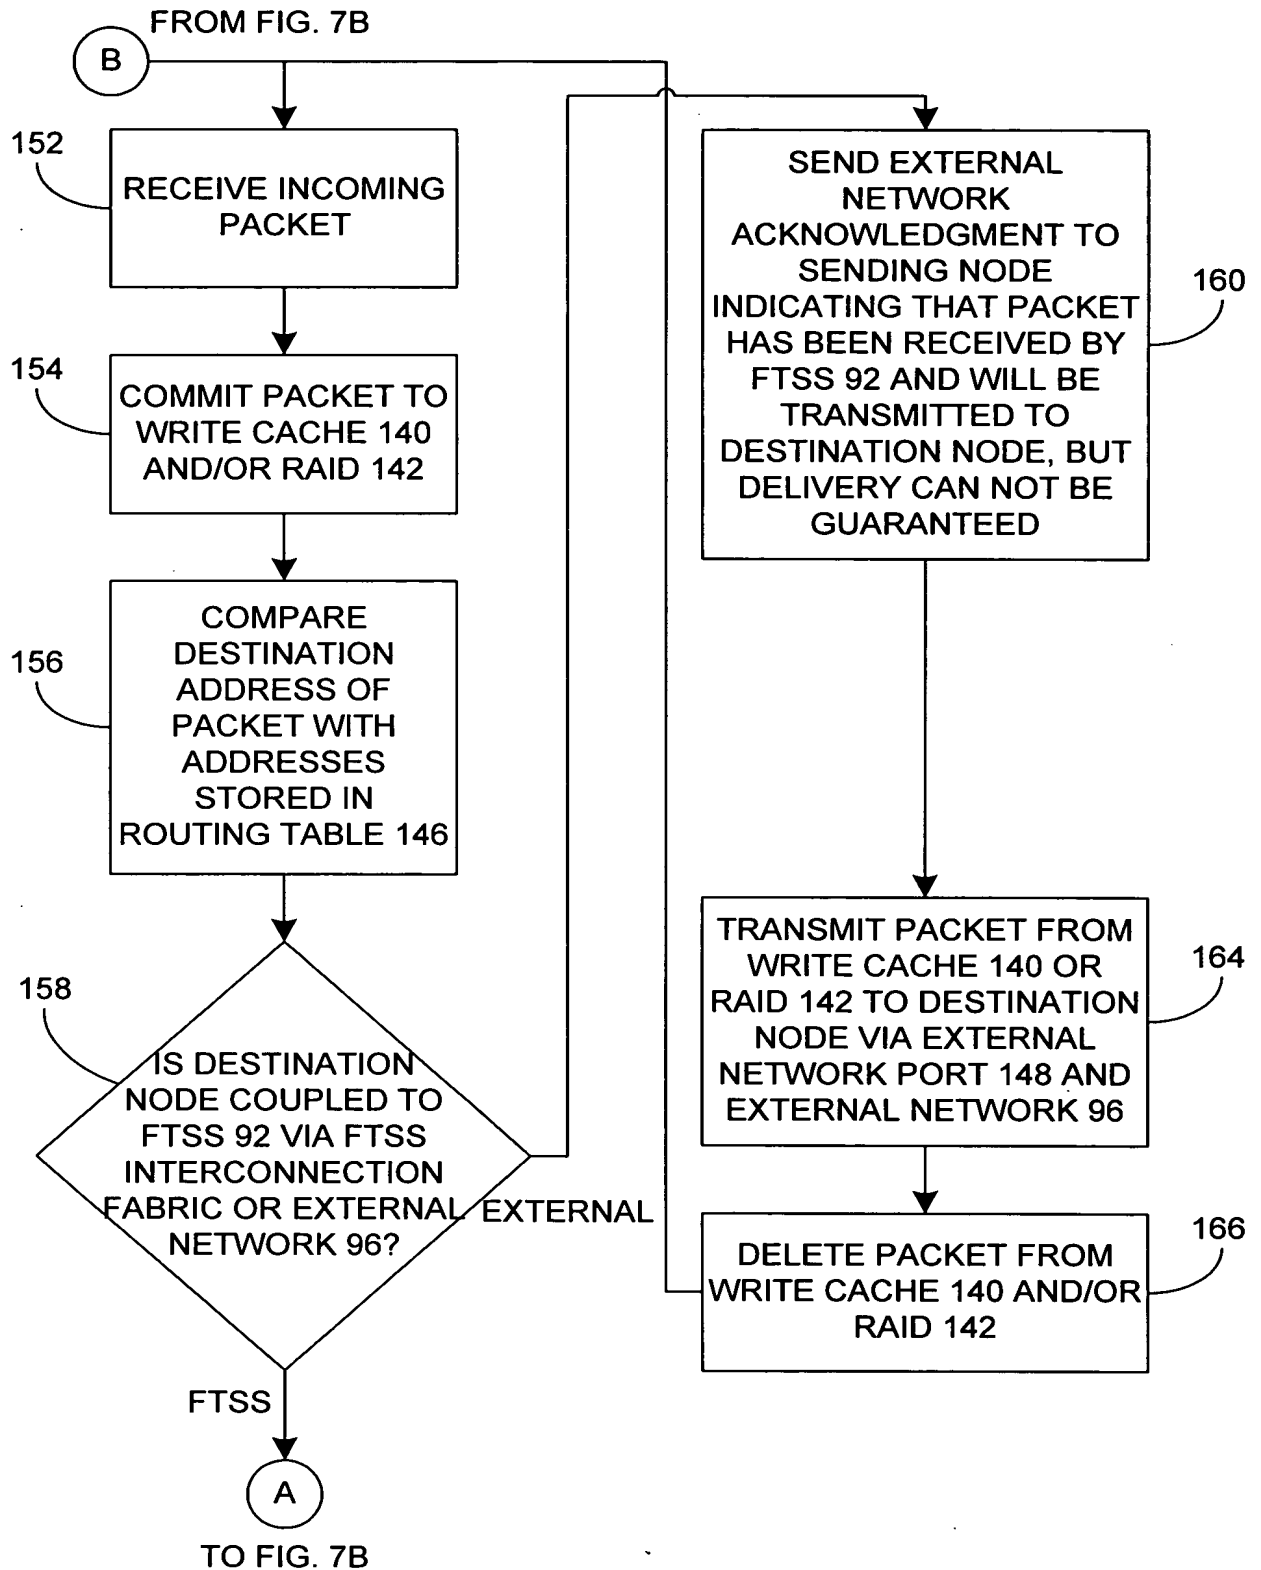 FROM FIG. 7B
B
152
RECEIVE INCOMING
PACKET
154
COMMIT PACKET TO
WRITE CACHE 140
AND/OR RAID 142
156
COMPARE
DESTINATION
ADDRESS OF
PACKET WITH
ADDRESSES
STORED IN
ROUTING TABLE 146
158
IS DESTINATION
NODE COUPLED TO
FTSS 92 VIA FTSS
INTERCONNECTION
FABRIC OR EXTERNAL
NETWORK 96?
EXTERNAL
FTSS
A
TO FIG. 7B
SEND EXTERNAL
NETWORK
ACKNOWLEDGMENT TO
SENDING NODE
INDICATING THAT PACKET
HAS BEEN RECEIVED BY
FTSS 92 AND WILL BE
TRANSMITTED TO
DESTINATION NODE, BUT
DELIVERY CAN NOT BE
GUARANTEED
160
TRANSMIT PACKET FROM
WRITE CACHE 140 OR
RAID 142 TO DESTINATION
NODE VIA EXTERNAL
NETWORK PORT 148 AND
EXTERNAL NETWORK 96
164
DELETE PACKET FROM
WRITE CACHE 140 AND/OR
RAID 142
166